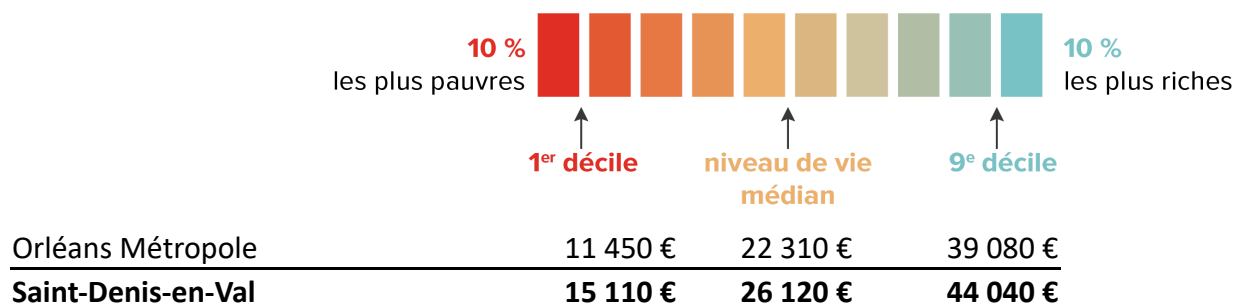 10 %
les plus pauvres
10 %
les plus riches
1er décile
niveau de vie
médian
9e décile
Orléans Métropole 11 450 € 22 310 € 39 080 €
Saint-Denis-en-Val 15 110 € 26 120 € 44 040 €